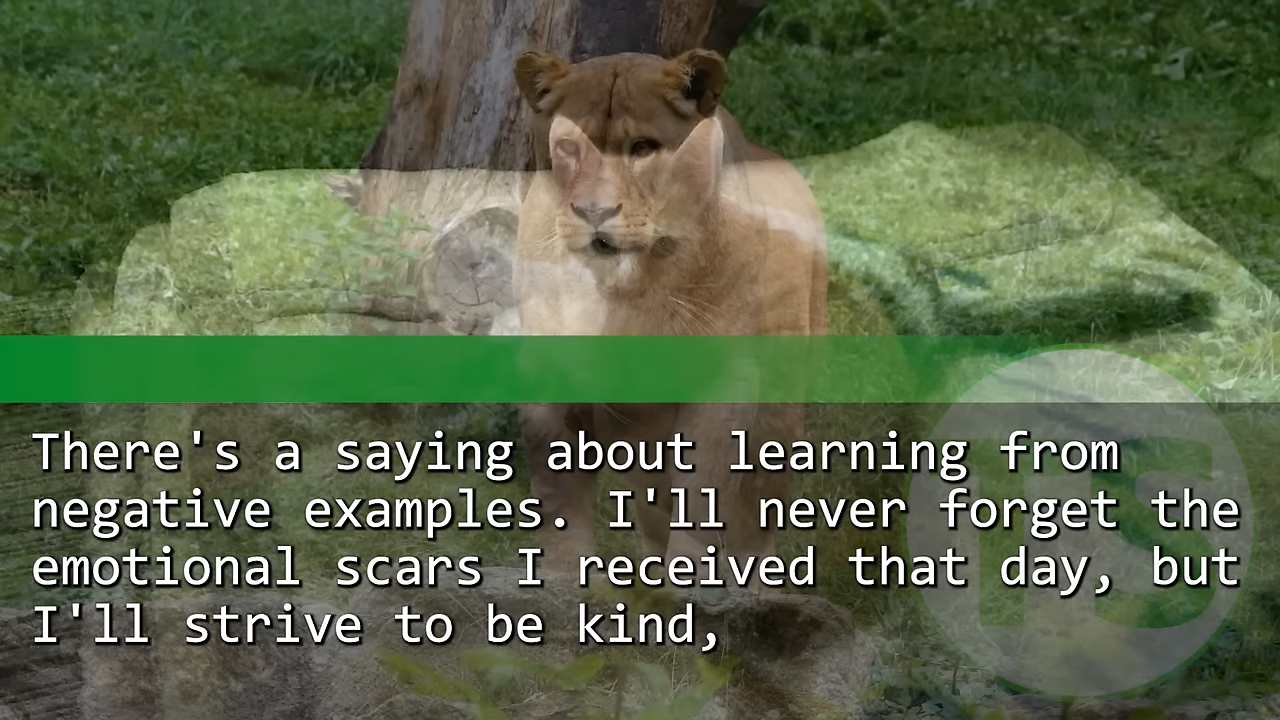 There's a saying about learning from
negative examples. I'll never forget the
emotional scars I received that day, but
I'll strive to be kind,